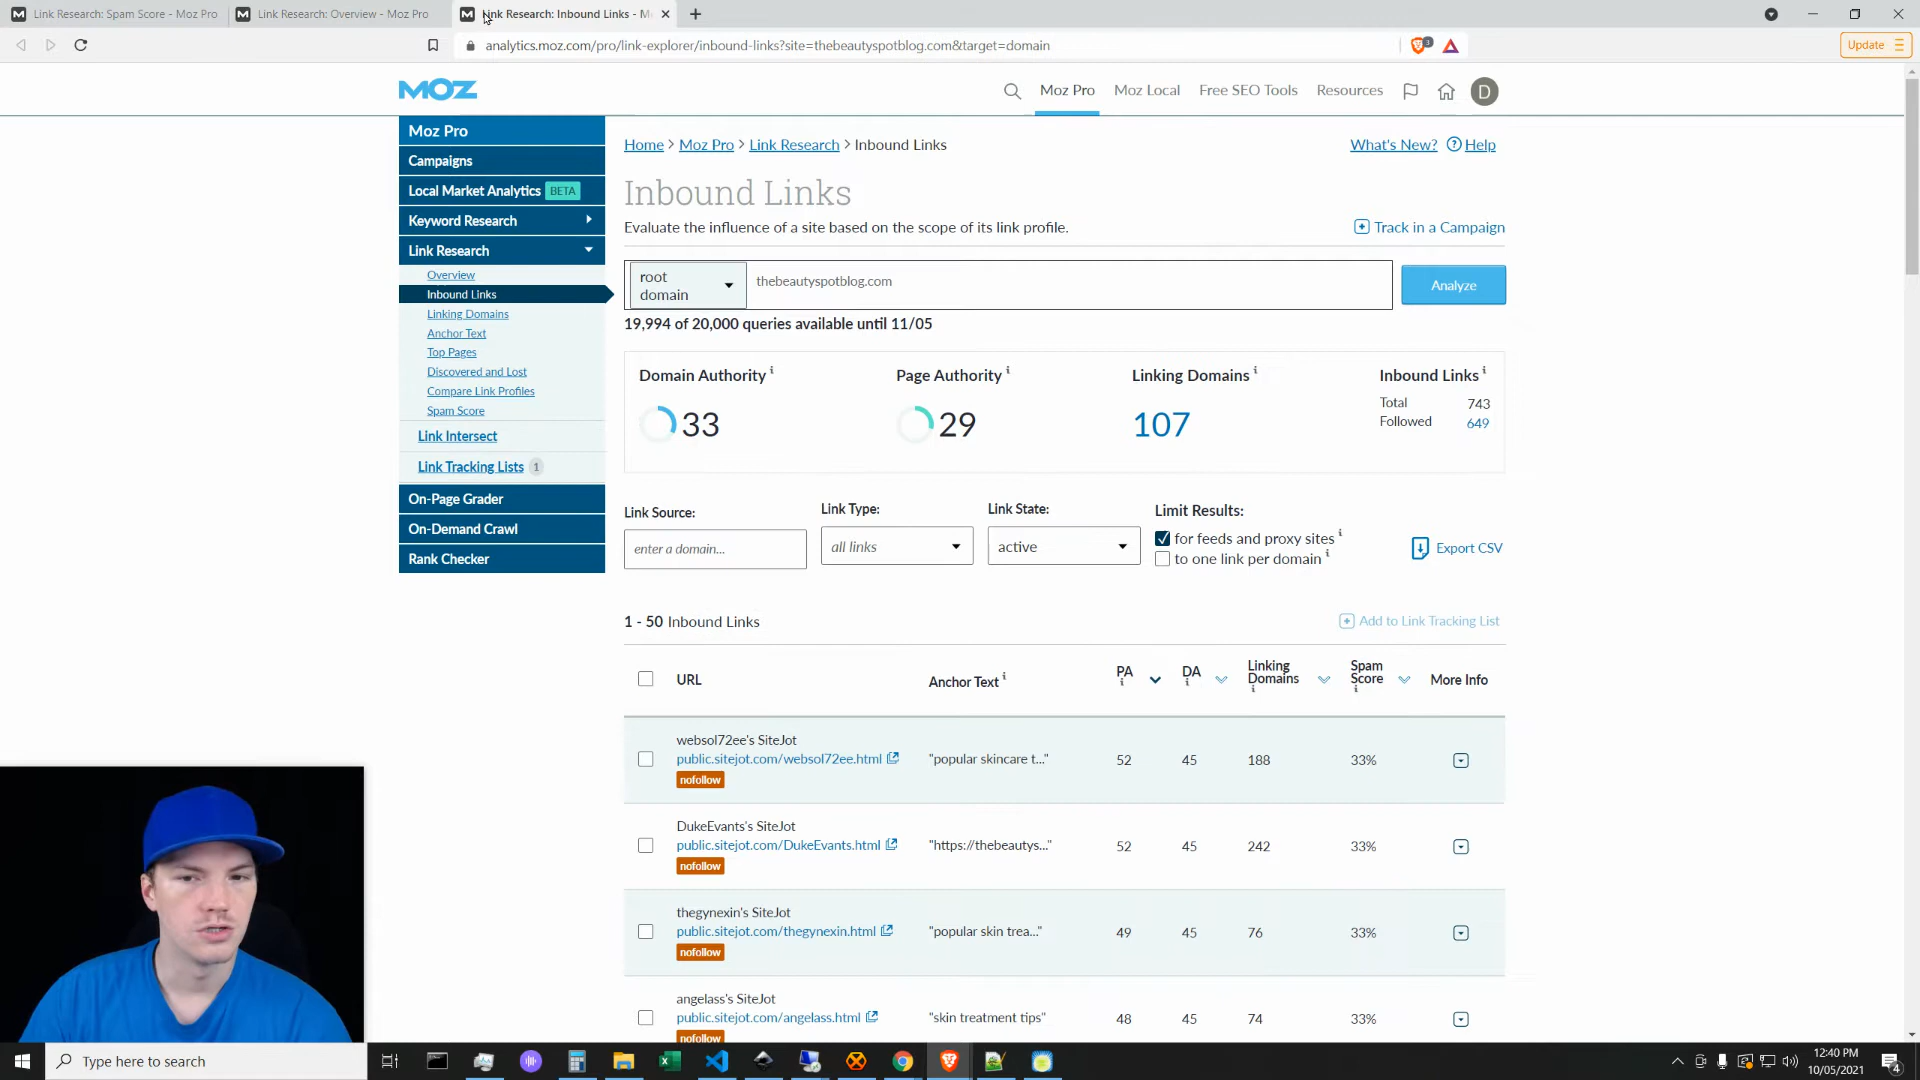 Link Research: Spam Score - Moz Pro
Link Research: Overview - Moz Pro
Link Research: Inbound Links - M
analytics.moz.com/pro/link-explorer/inbound-links?site=thebeautyspotblog.com&target=domain
3
Update
MOZ
Moz Pro
Moz Local
Free SEO Tools
Resources
D
Moz Pro
Campaigns
Local Market Analytics BETA
Keyword Research
Link Research
Overview
Inbound Links
Linking Domains
Anchor Text
Top Pages
Discovered and Lost
Compare Link Profiles
Spam Score
Link Intersect
Link Tracking Lists 1
On-Page Grader
On-Demand Crawl
Rank Checker
Home > Moz Pro > Link Research > Inbound Links
What's New? ? Help
Inbound Links
Evaluate the influence of a site based on the scope of its link profile.
Track in a Campaign
root domain
thebeautyspotblog.com
Analyze
19,994 of 20,000 queries available until 11/05
Domain Authority i
33
Page Authority i
29
Linking Domains i
107
Inbound Links i
Total 743
Followed 649
Link Source:
enter a domain...
Link Type:
all links
Link State:
active
Limit Results:
for feeds and proxy sites i
to one link per domain i
Export CSV
1 - 50 Inbound Links
Add to Link Tracking List
URL Anchor Text i PA i DA i Linking Domains i Spam Score i More Info
websol72ee's SiteJot
public.sitejot.com/websol72ee.html "popular skincare t..." 52 45 188 33%
nofollow
DukeEvants's SiteJot
public.sitejot.com/DukeEvants.html "https://thebeautys..." 52 45 242 33%
nofollow
thegynexin's SiteJot
public.sitejot.com/thegynexin.html "popular skin trea..." 49 45 76 33%
nofollow
angelass's SiteJot
public.sitejot.com/angelass.html "skin treatment tips" 48 45 74 33%
nofollow
Type here to search
12:40 PM
10/05/2021
4